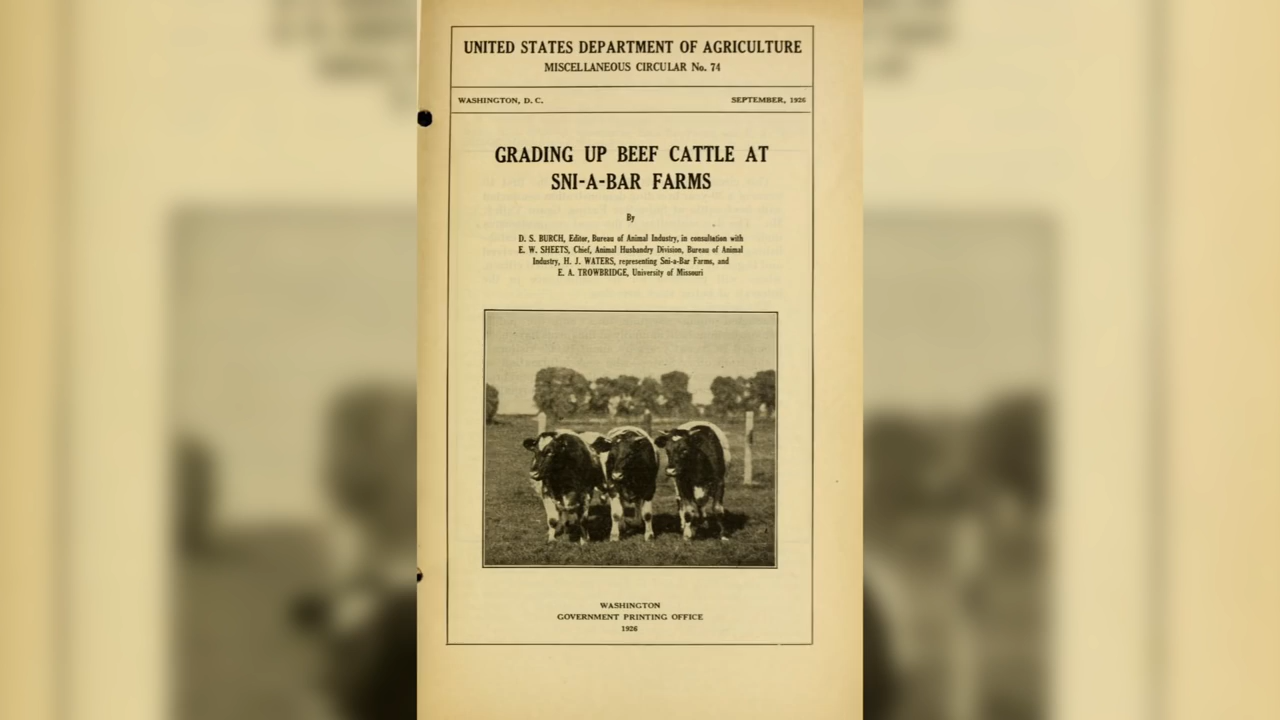 UNITED STATES DEPARTMENT OF AGRICULTURE
MISCELLANEOUS CIRCULAR No. 74
WASHINGTON, D. C. SEPTEMBER, 1926
GRADING UP BEEF CATTLE AT
SNI-A-BAR FARMS
By
D. S. BURCH, Editor, Bureau of Animal Industry, in consultation with
E. W. SHEETS, Chief, Animal Husbandry Division, Bureau of Animal
Industry, H. J. WATERS, representing Sni-a-Bar Farms, and
E. A. TROWBRIDGE, University of Missouri
WASHINGTON
GOVERNMENT PRINTING OFFICE
1926